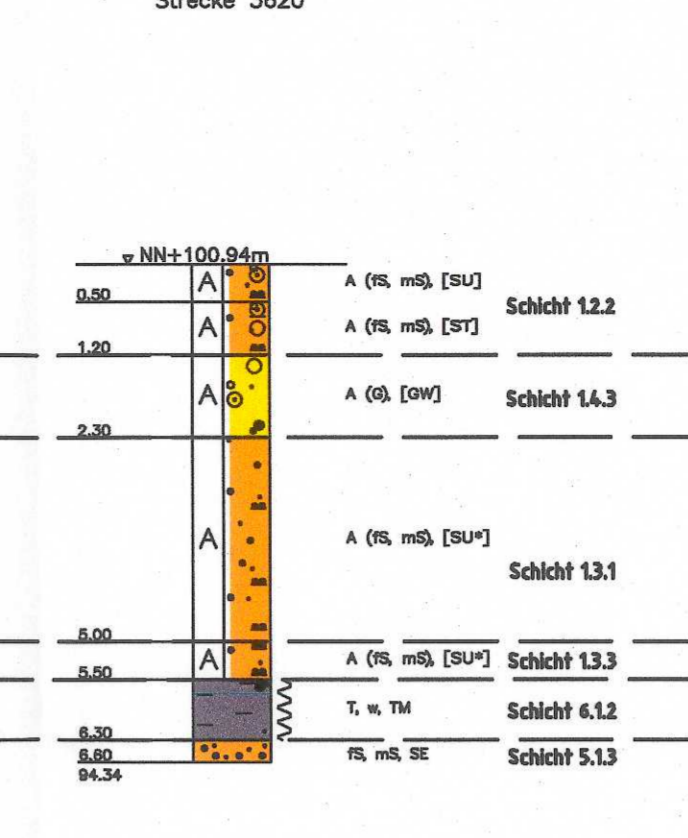 Strecke 5620
NN+100.94m
A
A (fS, mS), [SU]
0.50
Schicht 1.2.2
A
A (fS, mS), [ST]
1.20
A
A (G), [GW]
Schicht 1.4.3
2.30
A
A (fS, mS), [SU*]
Schicht 1.3.1
5.00
A
A (fS, mS), [SU*]
Schicht 1.3.3
5.50
T, w, TM
Schicht 6.1.2
6.30
fS, mS, SE
Schicht 5.1.3
6.60
94.34